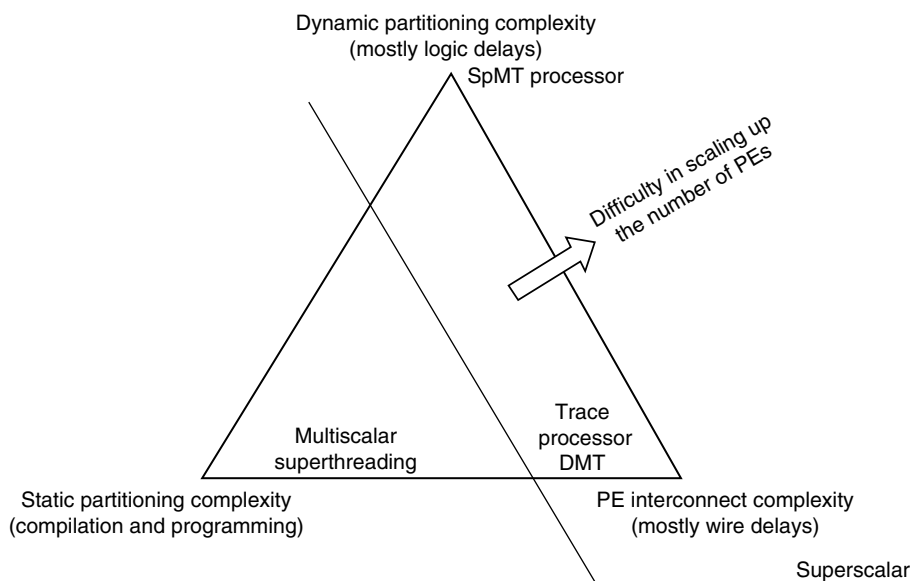 Dynamic partitioning complexity
(mostly logic delays)
SpMT processor
Difficulty in scaling up
the number of PEs
Multiscalar
superthreading
Trace
processor
DMT
Static partitioning complexity
(compilation and programming)
PE interconnect complexity
(mostly wire delays)
Superscalar